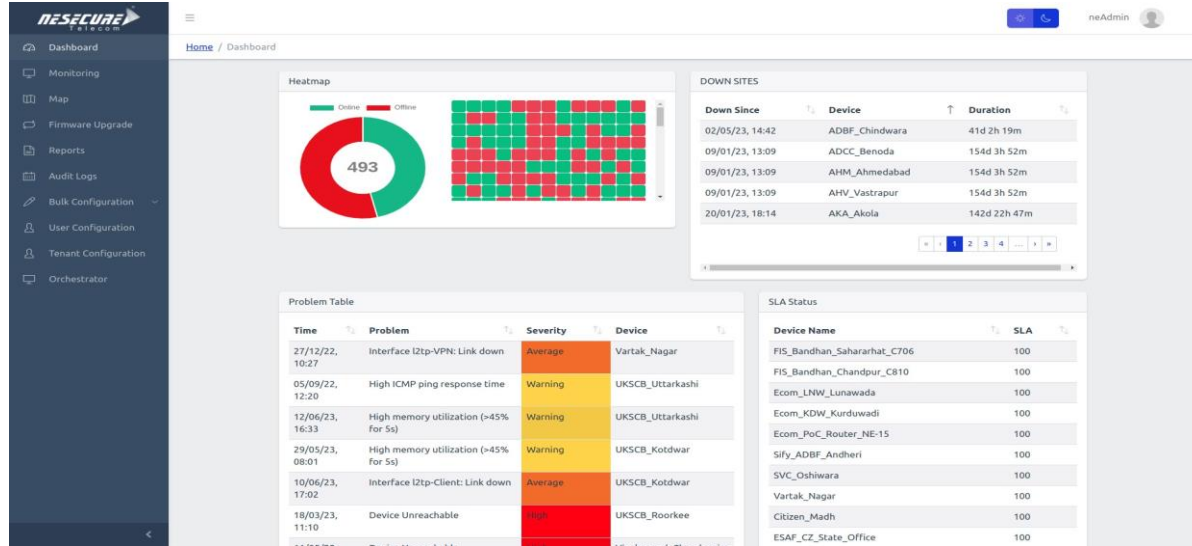 NESECURE
Telecom
neAdmin
Dashboard
Monitoring
Map
Firmware Upgrade
Reports
Audit Logs
Bulk Configuration
User Configuration
Tenant Configuration
Orchestrator
Home / Dashboard
Heatmap
Online Offline
493
DOWN SITES
Down Since Device Duration
02/05/23, 14:42 ADBF_Chindwara 41d 2h 19m
09/01/23, 13:09 ADCC_Benoda 154d 3h 52m
09/01/23, 13:09 AHM_Ahmedabad 154d 3h 52m
09/01/23, 13:09 AHV_Vastrapur 154d 3h 52m
20/01/23, 18:14 AKA_Akola 142d 22h 47m
« ‹ 1 2 3 4 ... › »
Problem Table
Time Problem Severity Device
27/12/22, Interface l2tp-VPN: Link down Average Vartak_Nagar
10:27
05/09/22, High ICMP ping response time Warning UKSCB_Uttarkashi
12:20
12/06/23, High memory utilization (>45% Warning UKSCB_Uttarkashi
16:33 for 5s)
29/05/23, High memory utilization (>45% Warning UKSCB_Kotdwar
08:01 for 5s)
10/06/23, Interface l2tp-Client: Link down Average UKSCB_Kotdwar
17:02
18/03/23, Device Unreachable High UKSCB_Roorkee
11:10
SLA Status
Device Name SLA
FIS_Bandhan_Sahararhat_C706 100
FIS_Bandhan_Chandpur_C810 100
Ecom_LNW_Lunawada 100
Ecom_KDW_Kurduwadi 100
Ecom_PoC_Router_NE-15 100
Sify_ADBF_Andheri 100
SVC_Oshiwara 100
Vartak_Nagar 100
Citizen_Madh 100
ESAF_CZ_State_Office 100